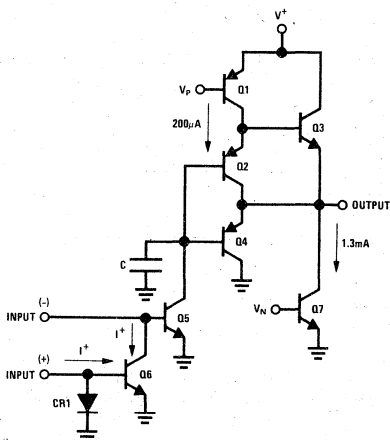 V+
Vₚ
Q1
Q3
200μA
Q2
OUTPUT
Q4
1.3mA
C
(-)
INPUT
Q5
Vₙ
Q7
I+
(+)
I+
INPUT
Q6
CR1